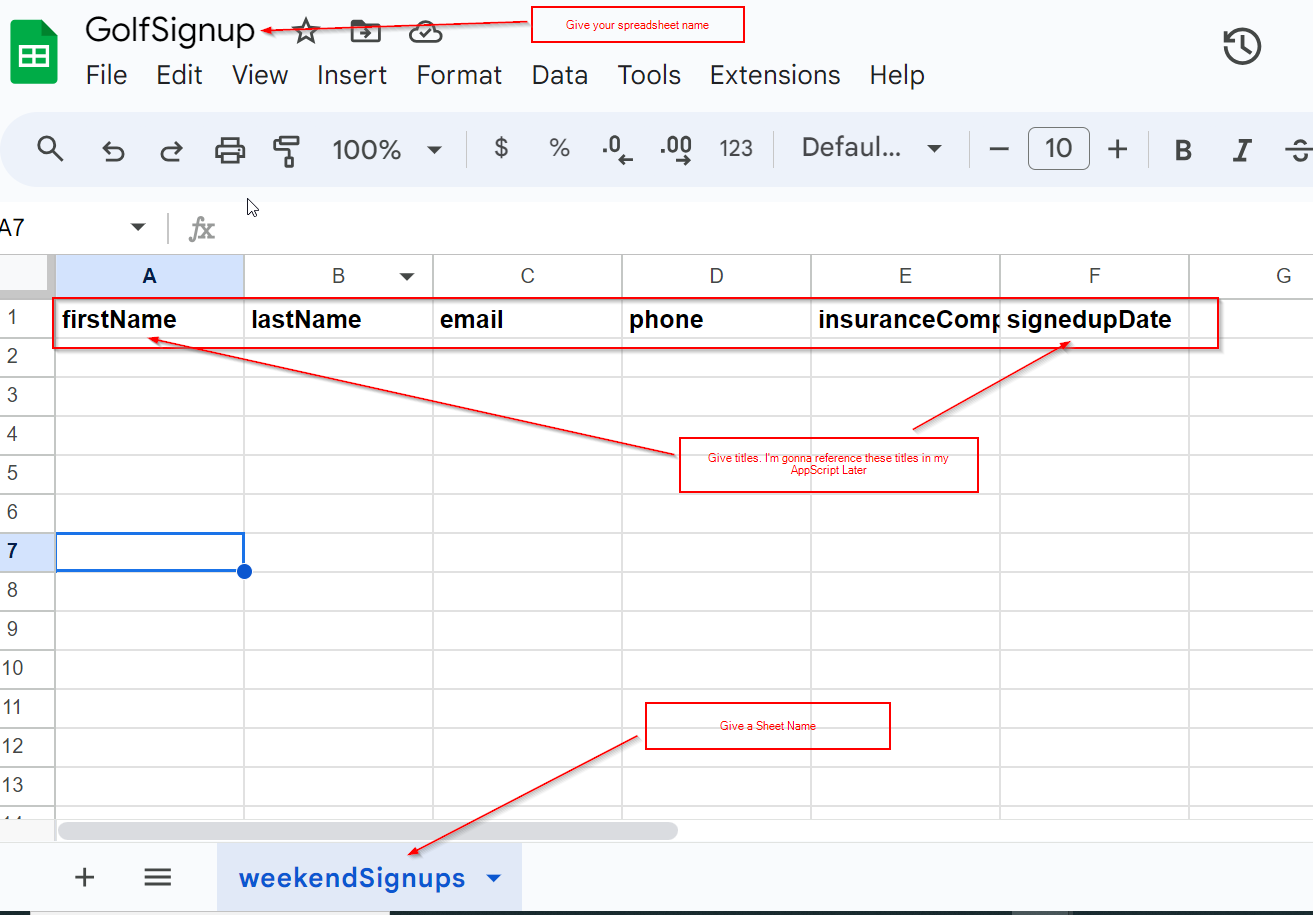 GolfSignup
Give your spreadsheet name
File Edit View Insert Format Data Tools Extensions Help
100% $ % .0 .00 123 Defaul... 10 B I S
A7 fx
A B C D E F G
1 firstName lastName email phone insuranceComp signedupDate
2
3
4
Give titles. I'm gonna reference these titles in my
AppScript Later
5
6
7
8
9
10
11
Give a Sheet Name
12
13
weekendSignups